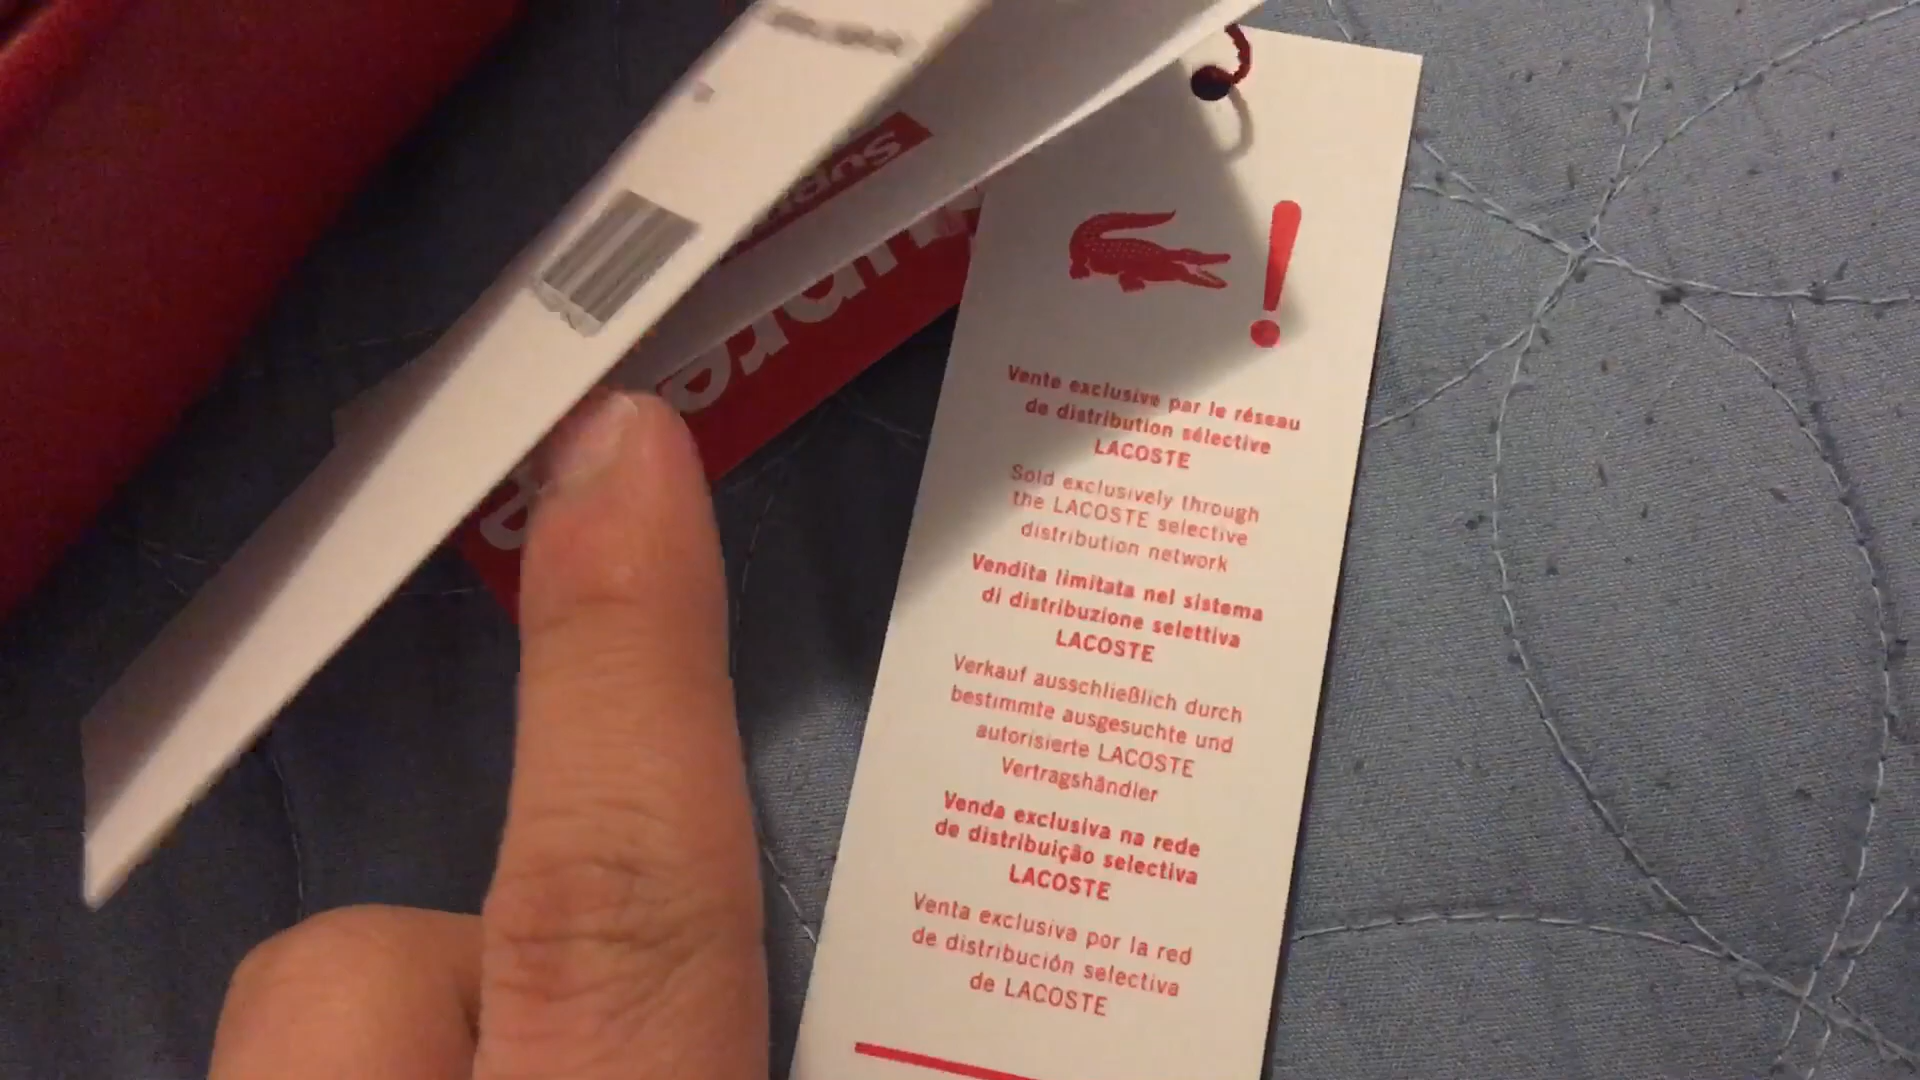 Vente exclusive par le réseau
de distribution sélective
LACOSTE
Sold exclusively through
the LACOSTE selective
distribution network
Vendita limitata nel sistema
di distribuzione selettiva
LACOSTE
Verkauf ausschließlich durch
bestimmte ausgesuchte und
autorisierte LACOSTE
Vertragshändler
Venda exclusiva na rede
de distribuição selectiva
LACOSTE
Venta exclusiva por la red
de distribución selectiva
de LACOSTE